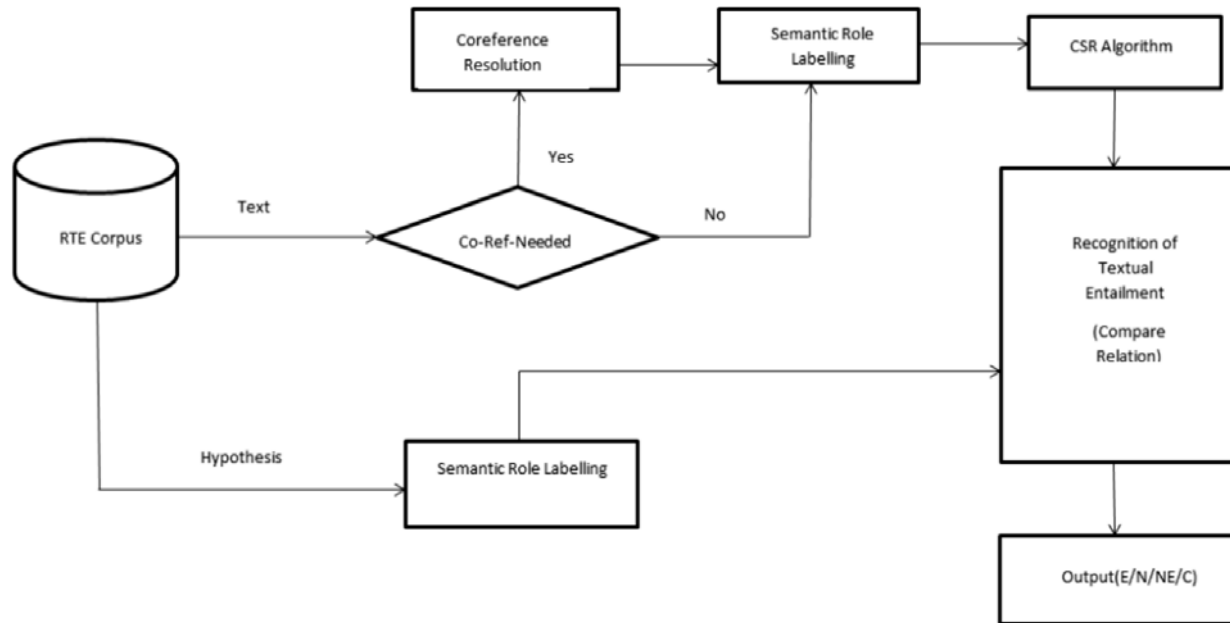 Coreference
Resolution
Semantic Role
Labelling
CSR Algorithm
Yes
Text
No
RTE Corpus
Co-Ref-Needed
Recognition of
Textual
Entailment
(Compare
Relation)
Hypothesis
Semantic Role Labelling
Output(E/N/NE/C)